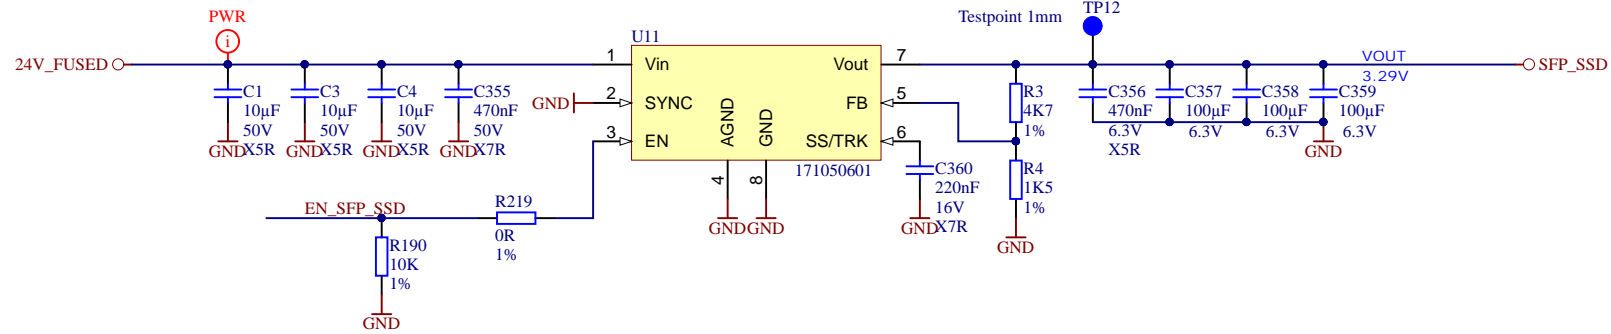 PWR
i
24V_FUSED
C1
10µF
50V
X5R
GND
C3
10µF
50V
X5R
GND
C4
10µF
50V
X5R
GND
C355
470nF
50V
X7R
GND
U11
1
Vin
GND
2
SYNC
3
EN
AGND
GND
4
8
GND
GND
Vout
7
FB
5
SS/TRK
6
171050601
C360
220nF
16V
X7R
GND
R3
4K7
1%
R4
1K5
1%
GND
Testpoint 1mm
TP12
C356
470nF
6.3V
X5R
C357
100µF
6.3V
C358
100µF
6.3V
C359
100µF
6.3V
GND
VOUT
3.29V
SFP_SSD
EN_SFP_SSD
R219
0R
1%
R190
10K
1%
GND